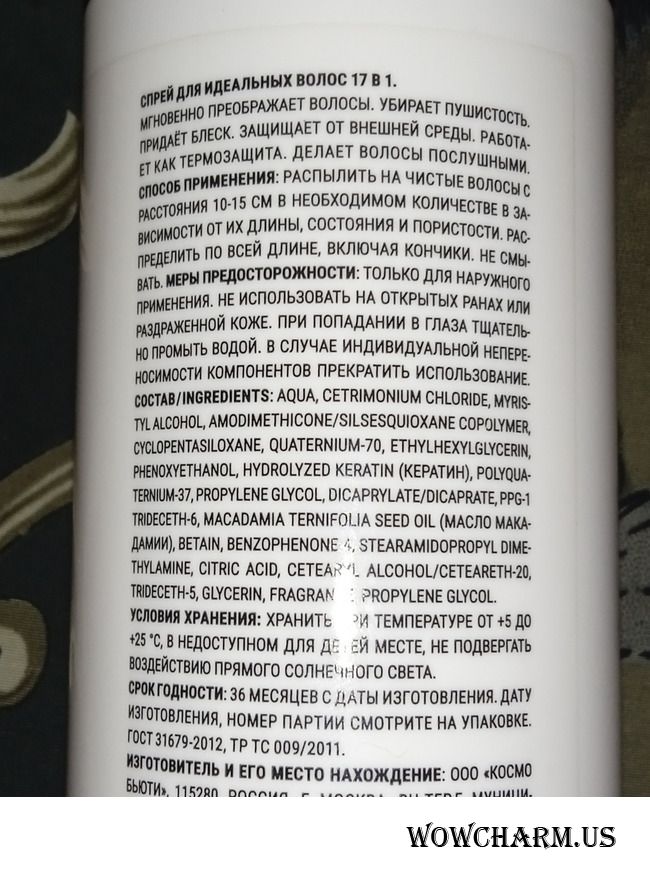 СПРЕЙ ДЛЯ ИДЕАЛЬНЫХ ВОЛОС 17 В 1.
МГНОВЕННО ПРЕОБРАЖАЕТ ВОЛОСЫ. УБИРАЕТ ПУШИСТОСТЬ.
ПРИДАЁТ БЛЕСК. ЗАЩИЩАЕТ ОТ ВНЕШНЕЙ СРЕДЫ. РАБОТА-
ЕТ КАК ТЕРМОЗАЩИТА. ДЕЛАЕТ ВОЛОСЫ ПОСЛУШНЫМИ.
СПОСОБ ПРИМЕНЕНИЯ: РАСПЫЛИТЬ НА ЧИСТЫЕ ВОЛОСЫ С
РАССТОЯНИЯ 10-15 СМ В НЕОБХОДИМОМ КОЛИЧЕСТВЕ В ЗА-
ВИСИМОСТИ ОТ ИХ ДЛИНЫ, СОСТОЯНИЯ И ПОРИСТОСТИ. РАС-
ПРЕДЕЛИТЬ ПО ВСЕЙ ДЛИНЕ, ВКЛЮЧАЯ КОНЧИКИ. НЕ СМЫ-
ВАТЬ. МЕРЫ ПРЕДОСТОРОЖНОСТИ: ТОЛЬКО ДЛЯ НАРУЖНОГО
ПРИМЕНЕНИЯ. НЕ ИСПОЛЬЗОВАТЬ НА ОТКРЫТЫХ РАНАХ ИЛИ
РАЗДРАЖЕННОЙ КОЖЕ. ПРИ ПОПАДАНИИ В ГЛАЗА ТЩАТЕЛЬ-
НО ПРОМЫТЬ ВОДОЙ. В СЛУЧАЕ ИНДИВИДУАЛЬНОЙ НЕПЕРЕ-
НОСИМОСТИ КОМПОНЕНТОВ ПРЕКРАТИТЬ ИСПОЛЬЗОВАНИЕ.
СОСТАВ/INGREDIENTS: AQUA, CETRIMONIUM CHLORIDE, MYRIS-
TYL ALCOHOL, AMODIMETHICONE/SILSESQUIOXANE COPOLYMER,
CYCLOPENTASILOXANE, QUATERNIUM-70, ETHYLHEXYLGLYCERIN,
PHENOXYETHANOL, HYDROLYZED KERATIN (КЕРАТИН), POLYQUA-
TERNIUM-37, PROPYLENE GLYCOL, DICAPRYLATE/DICAPRATE, PPG-1
TRIDECETH-6, MACADAMIA TERNIFOLIA SEED OIL (МАСЛО МАКА-
ДАМИИ), BETAIN, BENZOPHENONE 4, STEARAMIDOPROPYL DIME-
THYLAMINE, CITRIC ACID, CETEARYL ALCOHOL/CETEARETH-20,
TRIDECETH-5, GLYCERIN, PROPYLENE GLYCOL.
УСЛОВИЯ ХРАНЕНИЯ: ХРАНИТЬ ПРИ ТЕМПЕРАТУРЕ ОТ +5 ДО
+25 °C, В НЕДОСТУПНОМ ДЛЯ ДЕТЕЙ МЕСТЕ, НЕ ПОДВЕРГАТЬ
ВОЗДЕЙСТВИЮ ПРЯМОГО СОЛНЕЧНОГО СВЕТА.
СРОК ГОДНОСТИ: 36 МЕСЯЦЕВ С ДАТЫ ИЗГОТОВЛЕНИЯ. ДАТУ
ИЗГОТОВЛЕНИЯ, НОМЕР ПАРТИИ СМОТРИТЕ НА УПАКОВКЕ.
ГОСТ 31679-2012, ТР ТС 009/2011.
ИЗГОТОВИТЕЛЬ И ЕГО МЕСТО НАХОЖДЕНИЕ: ООО «КОСМО
БЬЮТИ», 115280, РОССИЯ, Г. МОСКВА,
WOWCHARM.US